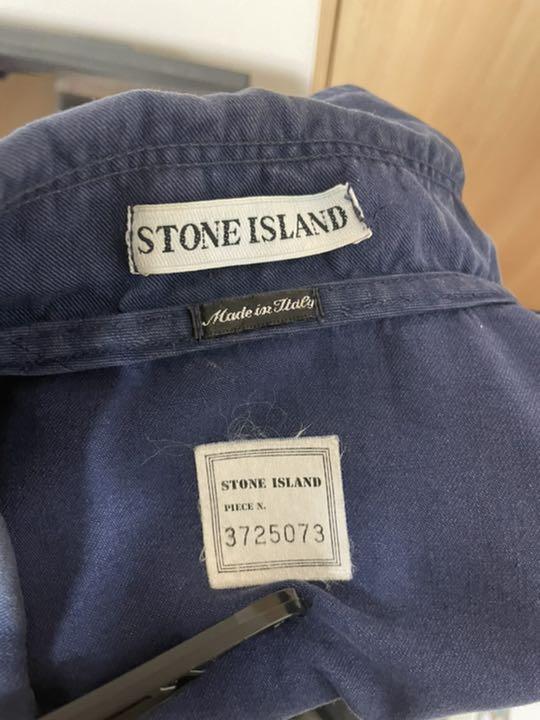 STONE ISLAND
Made in Italy
STONE ISLAND
PIECE N.
3725073